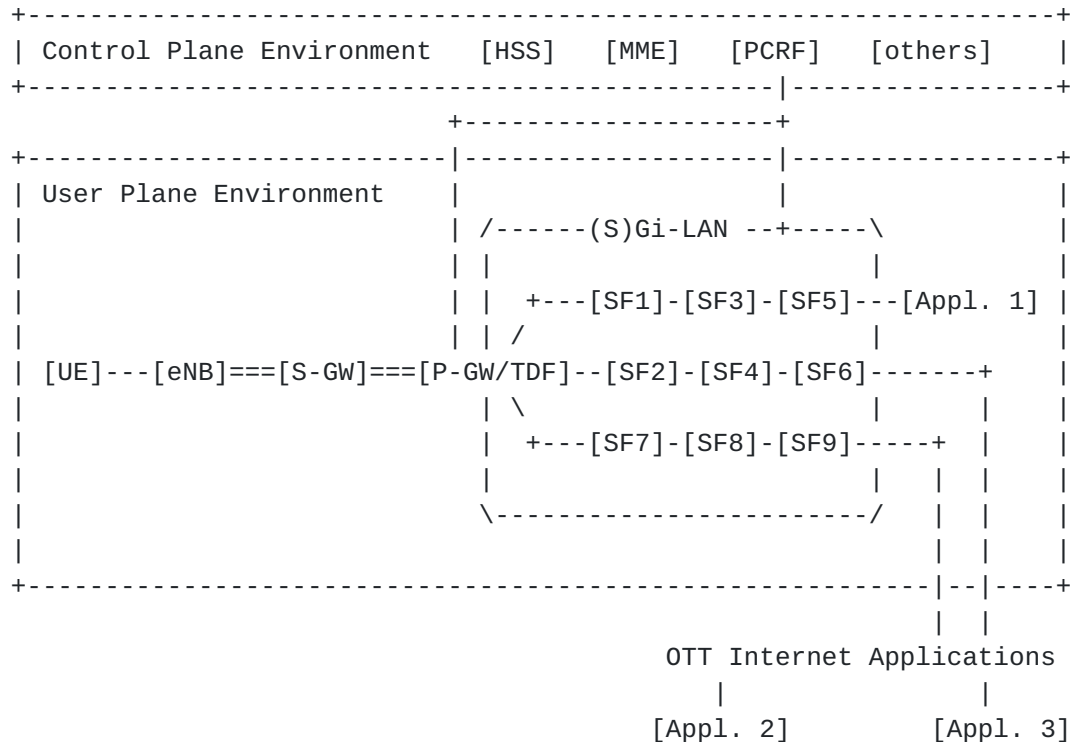 Control Plane Environment [HSS] [MME] [PCRF] [others]
User Plane Environment
(S)Gi-LAN
[SF1]-[SF3]-[SF5]---[Appl. 1]
[UE]---[eNB]===[S-GW]===[P-GW/TDF]--[SF2]-[SF4]-[SF6]
[SF7]-[SF8]-[SF9]
OTT Internet Applications
[Appl. 2] [Appl. 3]